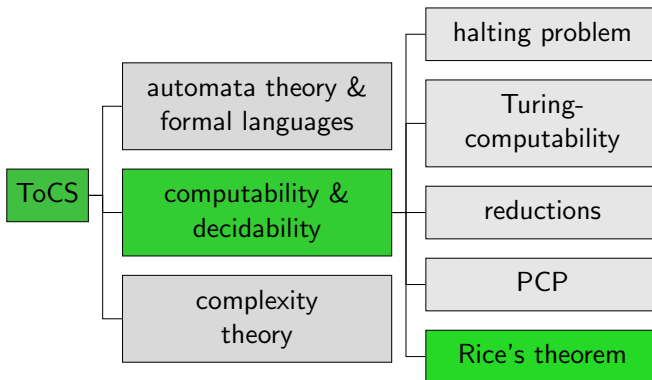 ToCS
automata theory &
formal languages
computability &
decidability
complexity
theory
halting problem
Turing-
computability
reductions
PCP
Rice's theorem